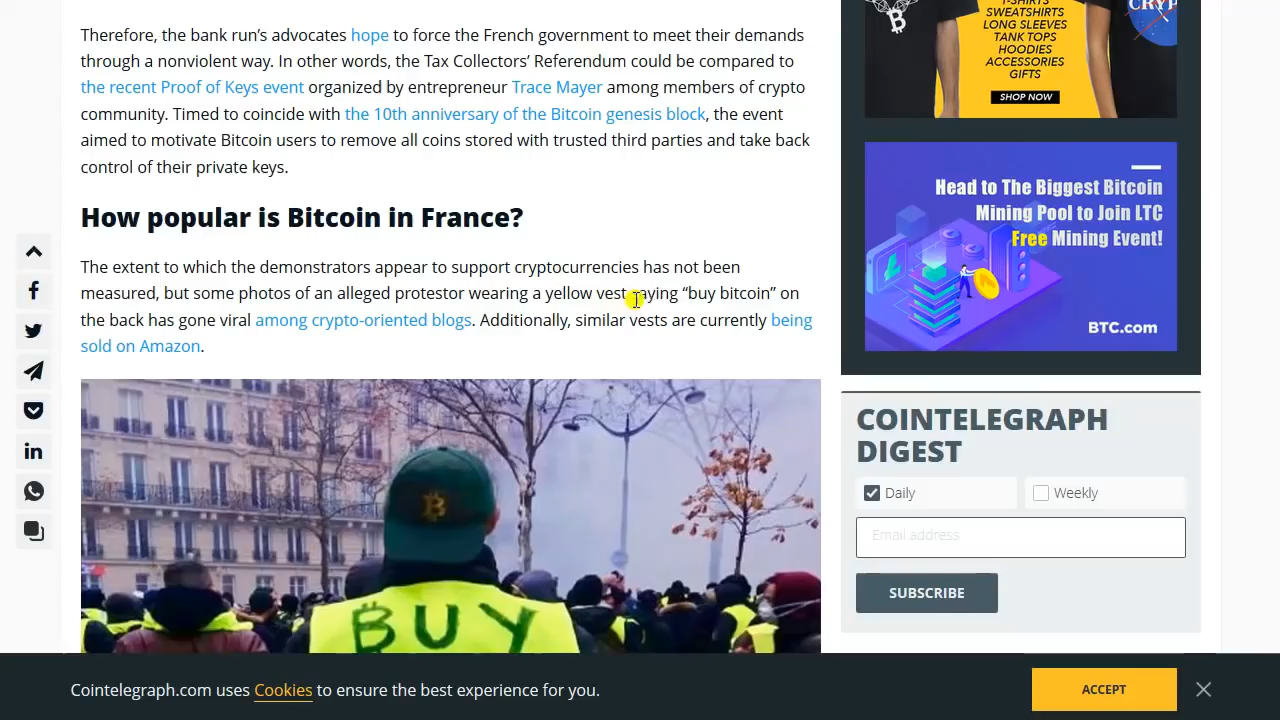 Therefore, the bank run’s advocates hope to force the French government to meet their demands
through a nonviolent way. In other words, the Tax Collectors’ Referendum could be compared to
the recent Proof of Keys event organized by entrepreneur Trace Mayer among members of crypto
community. Timed to coincide with the 10th anniversary of the Bitcoin genesis block, the event
aimed to motivate Bitcoin users to remove all coins stored with trusted third parties and take back
control of their private keys.
How popular is Bitcoin in France?
The extent to which the demonstrators appear to support cryptocurrencies has not been
measured, but some photos of an alleged protestor wearing a yellow vest saying “buy bitcoin” on
the back has gone viral among crypto-oriented blogs. Additionally, similar vests are currently being
sold on Amazon.
BUY
SWEATSHIRTS
LONG SLEEVES
TANK TOPS
HOODIES
ACCESSORIES
GIFTS
SHOP NOW
Head to The Biggest Bitcoin
Mining Pool to Join LTC
Free Mining Event!
BTC.com
COINTELEGRAPH
DIGEST
Daily
Weekly
Email address
SUBSCRIBE
Cointelegraph.com uses Cookies to ensure the best experience for you.
ACCEPT